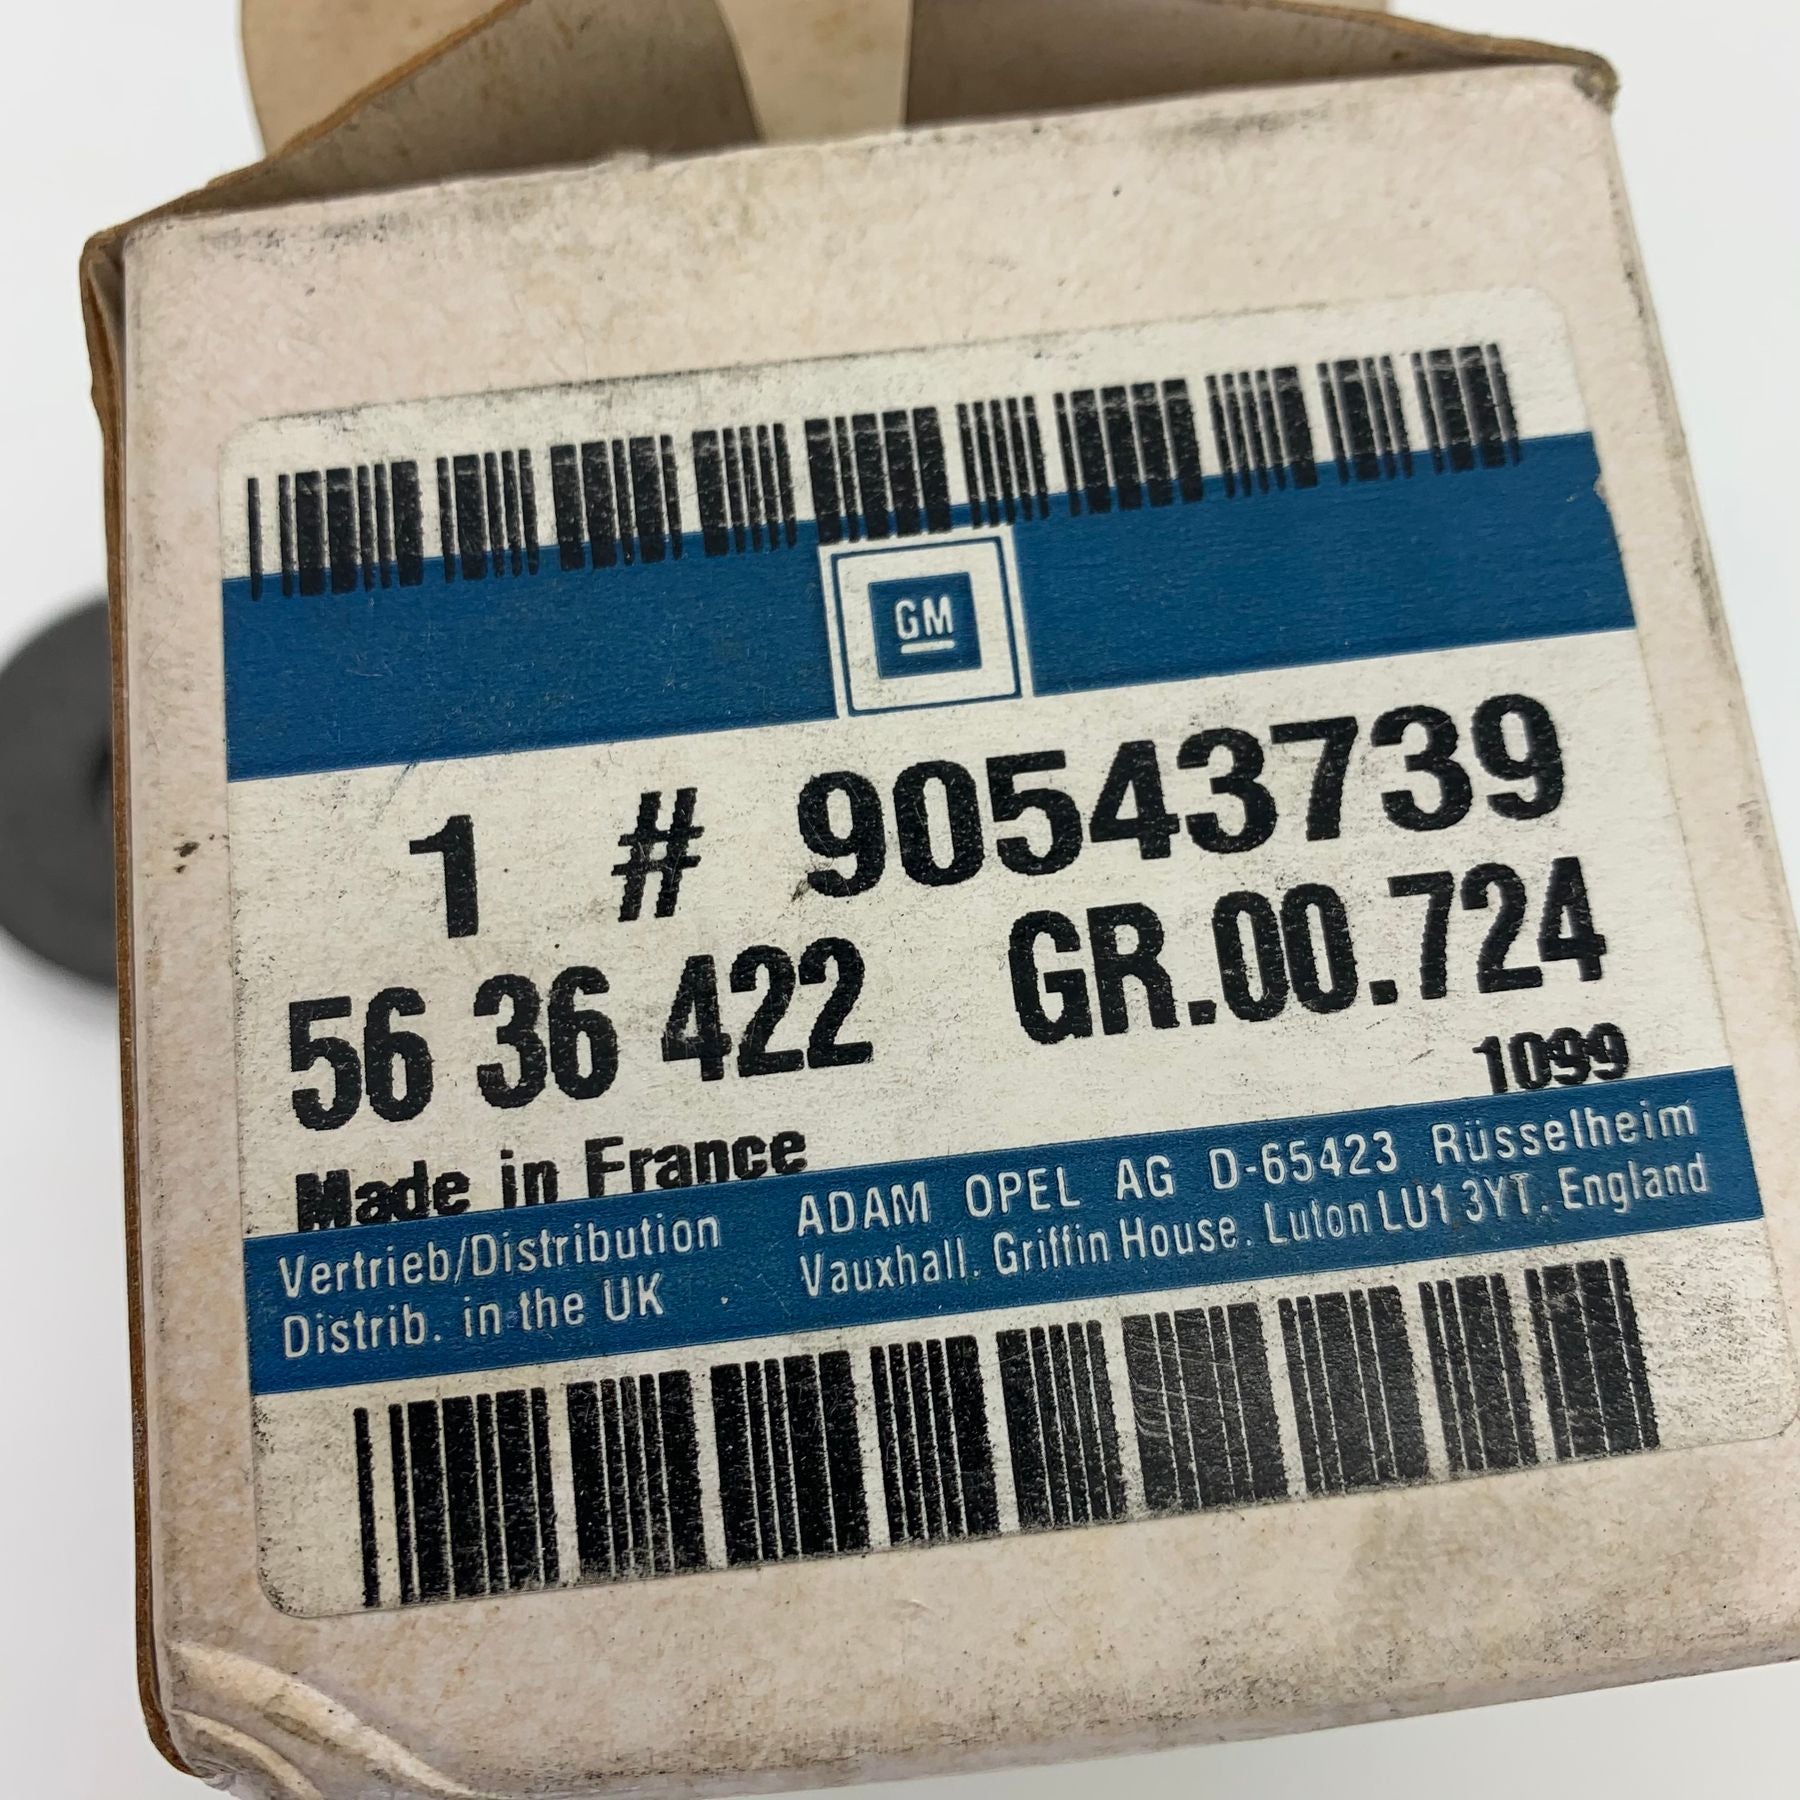 GM
1 # 90543739
56 36 422 GR.00.724
1099
Made in France
Vertrieb/Distribution ADAM OPEL AG D-65423 Rüsselheim
Distrib. in the UK Vauxhall. Griffin House. Luton LU1 3YT. England